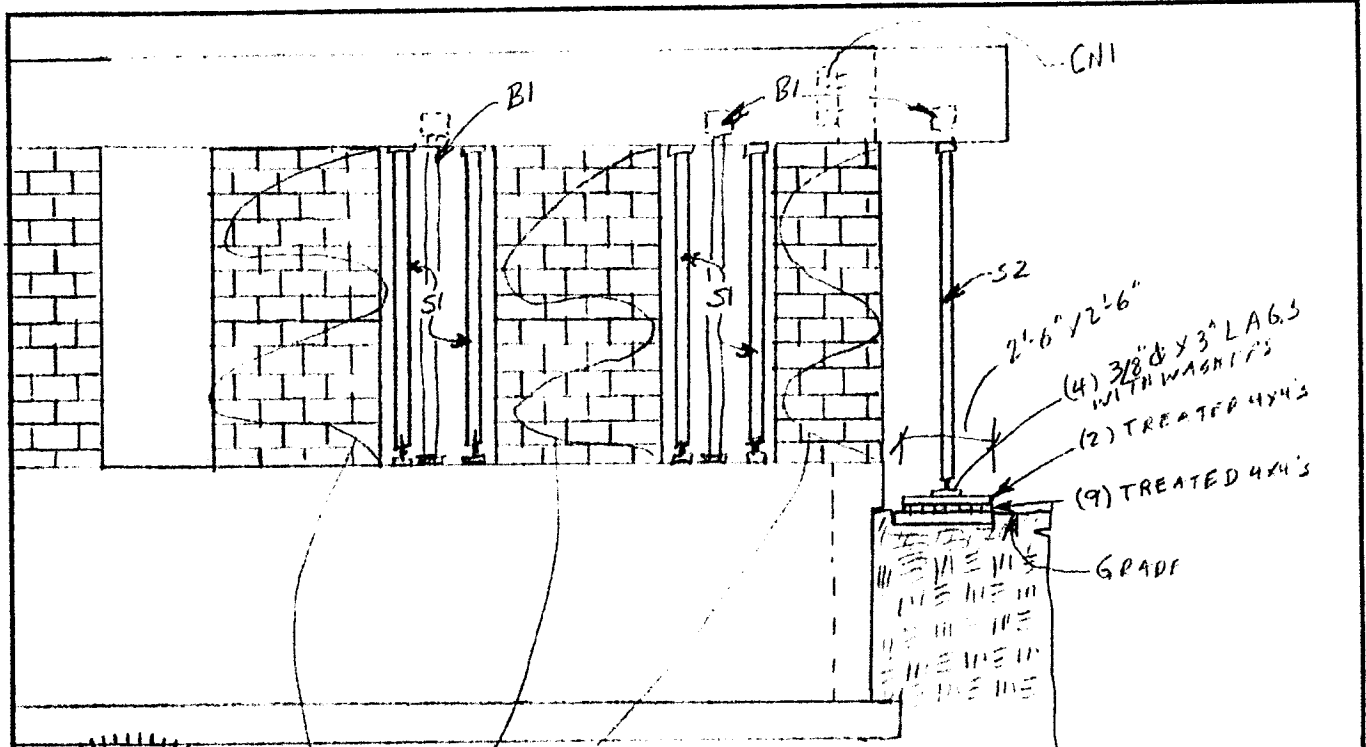 CN1
B1
B1
S1
S1
S2
2'-6" / 2'-6"
(4) 3/8"ф x 3" LAGS
WITH WASHERS
(2) TREATED 4x4's
(9) TREATED 4x4's
GRADE